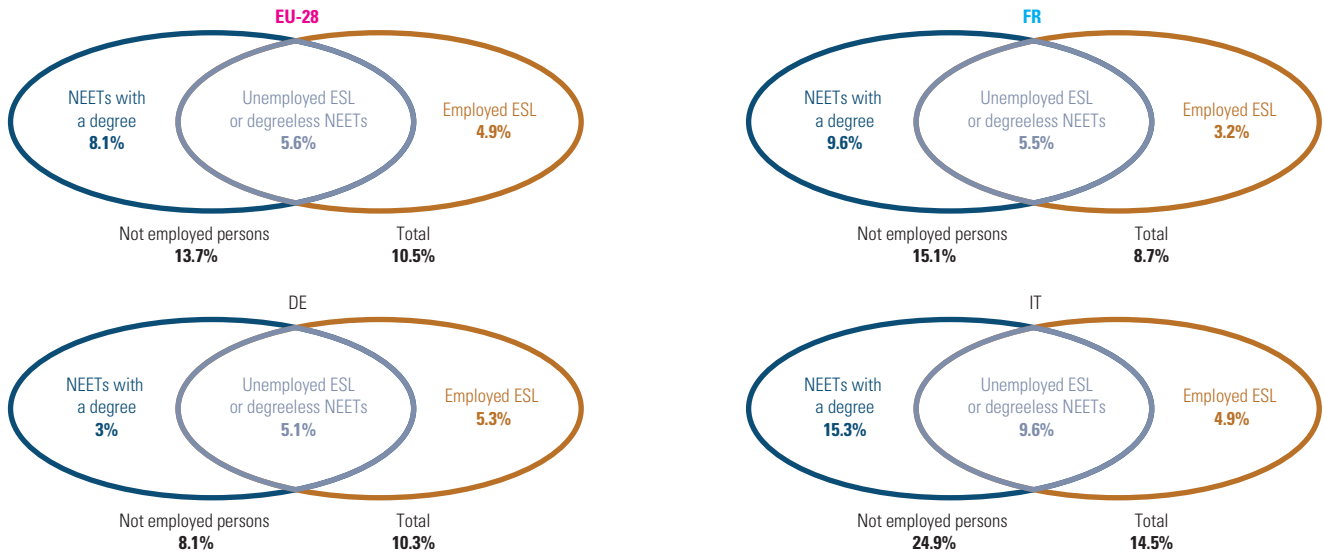 EU-28
NEETs with
a degree
8.1%
Unemployed ESL
or degreeless NEETs
5.6%
Employed ESL
4.9%
Not employed persons
13.7%
Total
10.5%
FR
NEETs with
a degree
9.6%
Unemployed ESL
or degreeless NEETs
5.5%
Employed ESL
3.2%
Not employed persons
15.1%
Total
8.7%
DE
NEETs with
a degree
3%
Unemployed ESL
or degreeless NEETs
5.1%
Employed ESL
5.3%
Not employed persons
8.1%
Total
10.3%
IT
NEETs with
a degree
15.3%
Unemployed ESL
or degreeless NEETs
9.6%
Employed ESL
4.9%
Not employed persons
24.9%
Total
14.5%